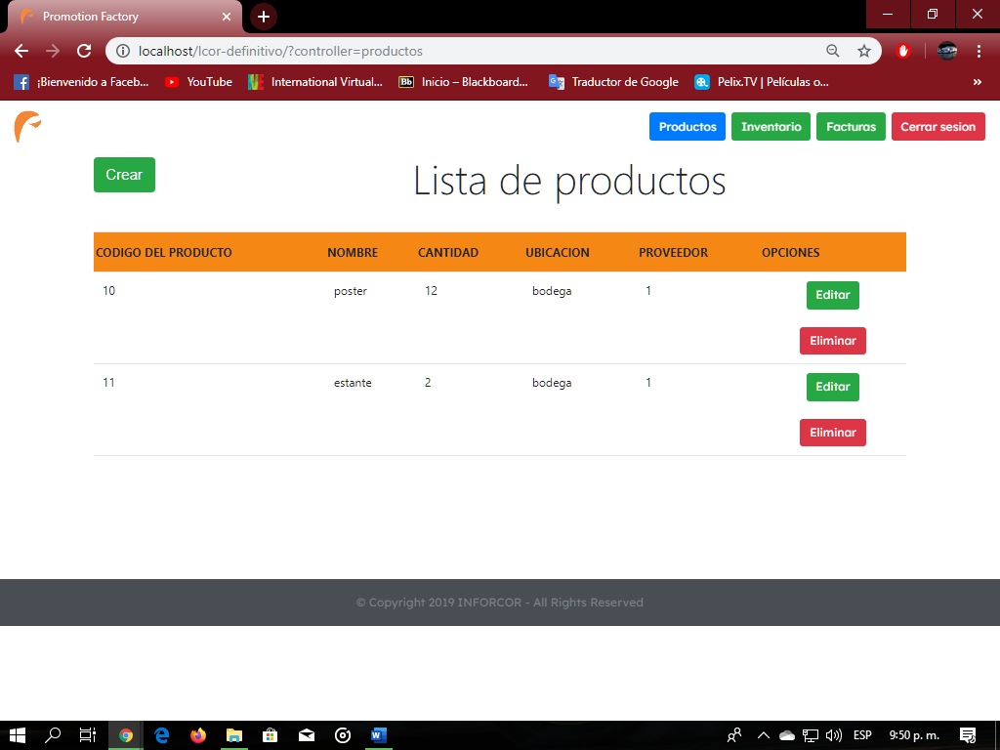 Promotion Factory
localhost/Icor-definitivo/?controller=productos
¡Bienvenido a Faceb... YouTube International Virtual... Bb Inicio – Blackboard... Traductor de Google Pelix.TV | Películas o... »
Productos Inventario Facturas Cerrar sesion
Crear
Lista de productos
CODIGO DEL PRODUCTO NOMBRE CANTIDAD UBICACION PROVEEDOR OPCIONES
10 poster 12 bodega 1 Editar
Eliminar
11 estante 2 bodega 1 Editar
Eliminar
© Copyright 2019 INFORCOR - All Rights Reserved
ESP 9:50 p. m.